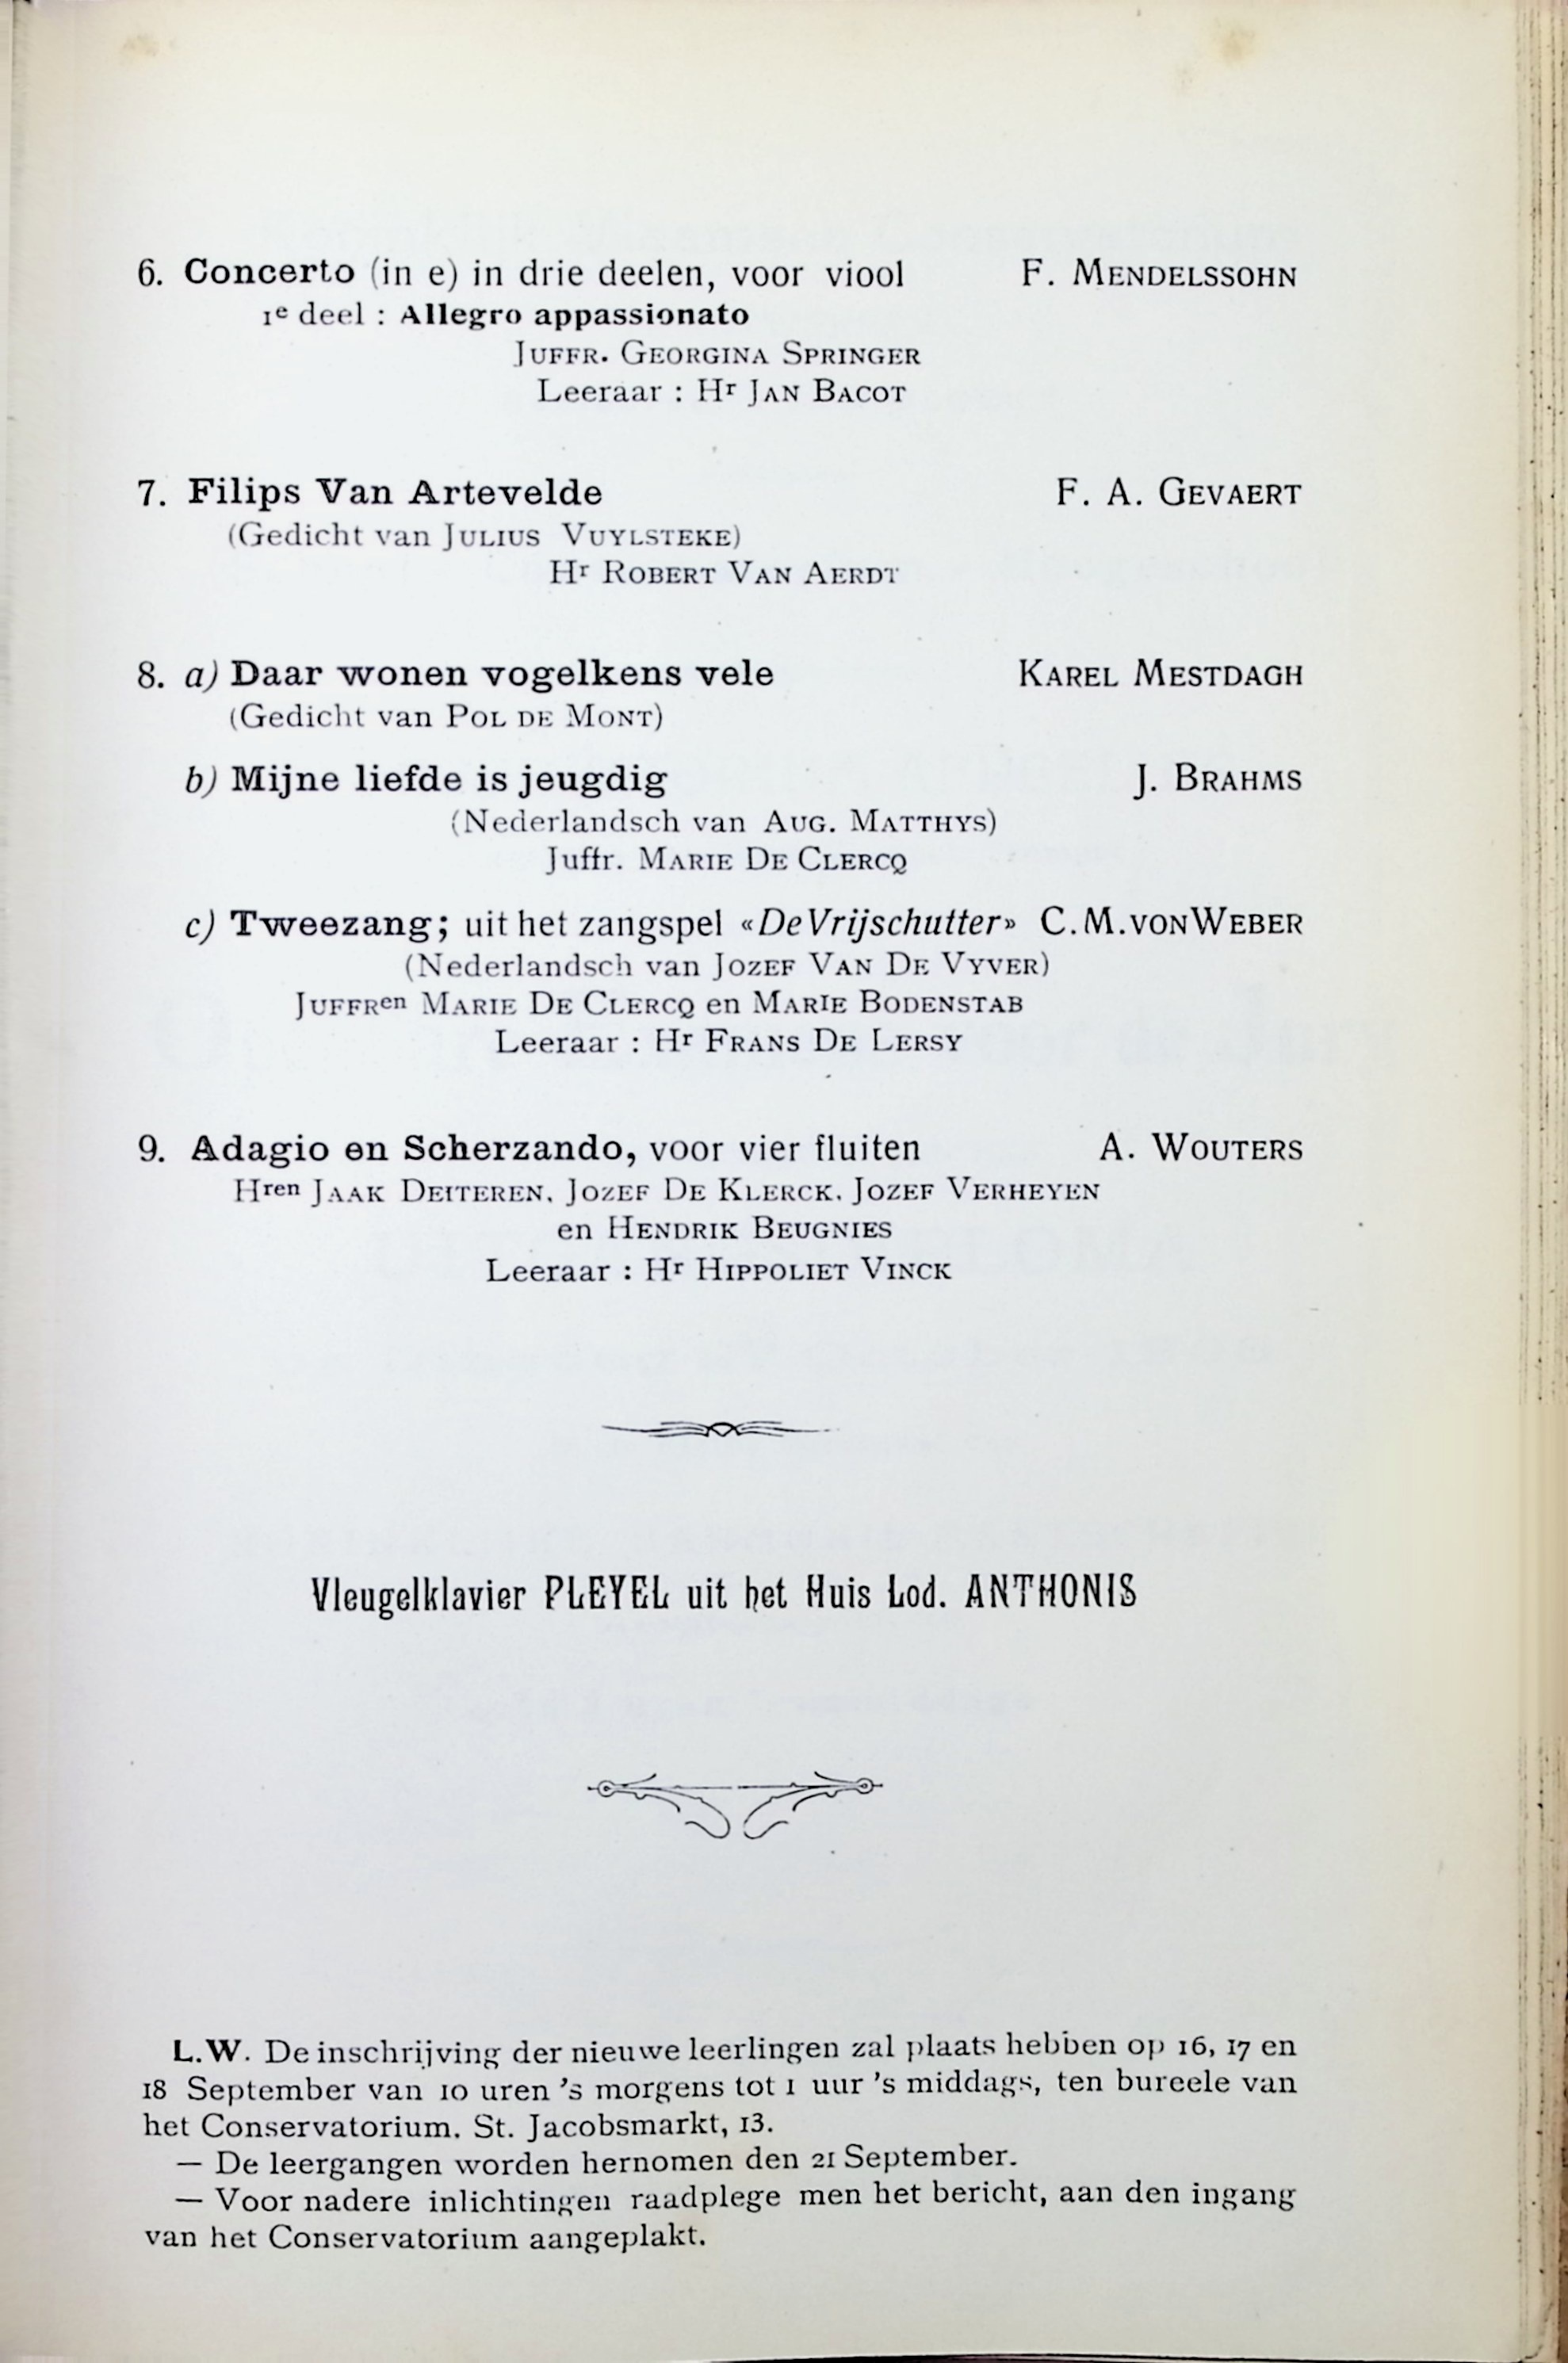 6. Concerto (in e) in drie deelen, voor viool F. MENDELSSOHN
1e deel : Allegro appassionato
JUFFR. GEORGINA SPRINGER
Leeraar : Hr JAN BACOT
7. Filips Van Artevelde F. A. GEVAERT
(Gedicht van JULIUS VUYLSTEKE)
Hr ROBERT VAN AERDT
8. a) Daar wonen vogelkens vele KAREL MESTDAGH
(Gedicht van POL DE MONT)
b) Mijne liefde is jeugdig J. BRAHMS
(Nederlandsch van AUG. MATTHYS)
Juffr. MARIE DE CLERCQ
c) Tweezang; uit het zangspel «De Vrijschutter» C. M. VON WEBER
(Nederlandsch van JOZEF VAN DE VYVER)
JUFFRen MARIE DE CLERCQ en MARIE BODENSTAB
Leeraar : Hr FRANS DE LERSY
9. Adagio en Scherzando, voor vier fluiten A. WOUTERS
Hren JAAK DEITEREN, JOZEF DE KLERCK, JOZEF VERHEYEN
en HENDRIK BEUGNIES
Leeraar : Hr HIPPOLIET VINCK
Vleugelklavier PLEYEL uit het Huis Lod. ANTHONIS
L.W. De inschrijving der nieuwe leerlingen zal plaats hebben op 16, 17 en
18 September van 10 uren 's morgens tot 1 uur 's middags, ten bureele van
het Conservatorium. St. Jacobsmarkt, 13.
— De leergangen worden hernomen den 21 September.
— Voor nadere inlichtingen raadplege men het bericht, aan den ingang
van het Conservatorium aangeplakt.